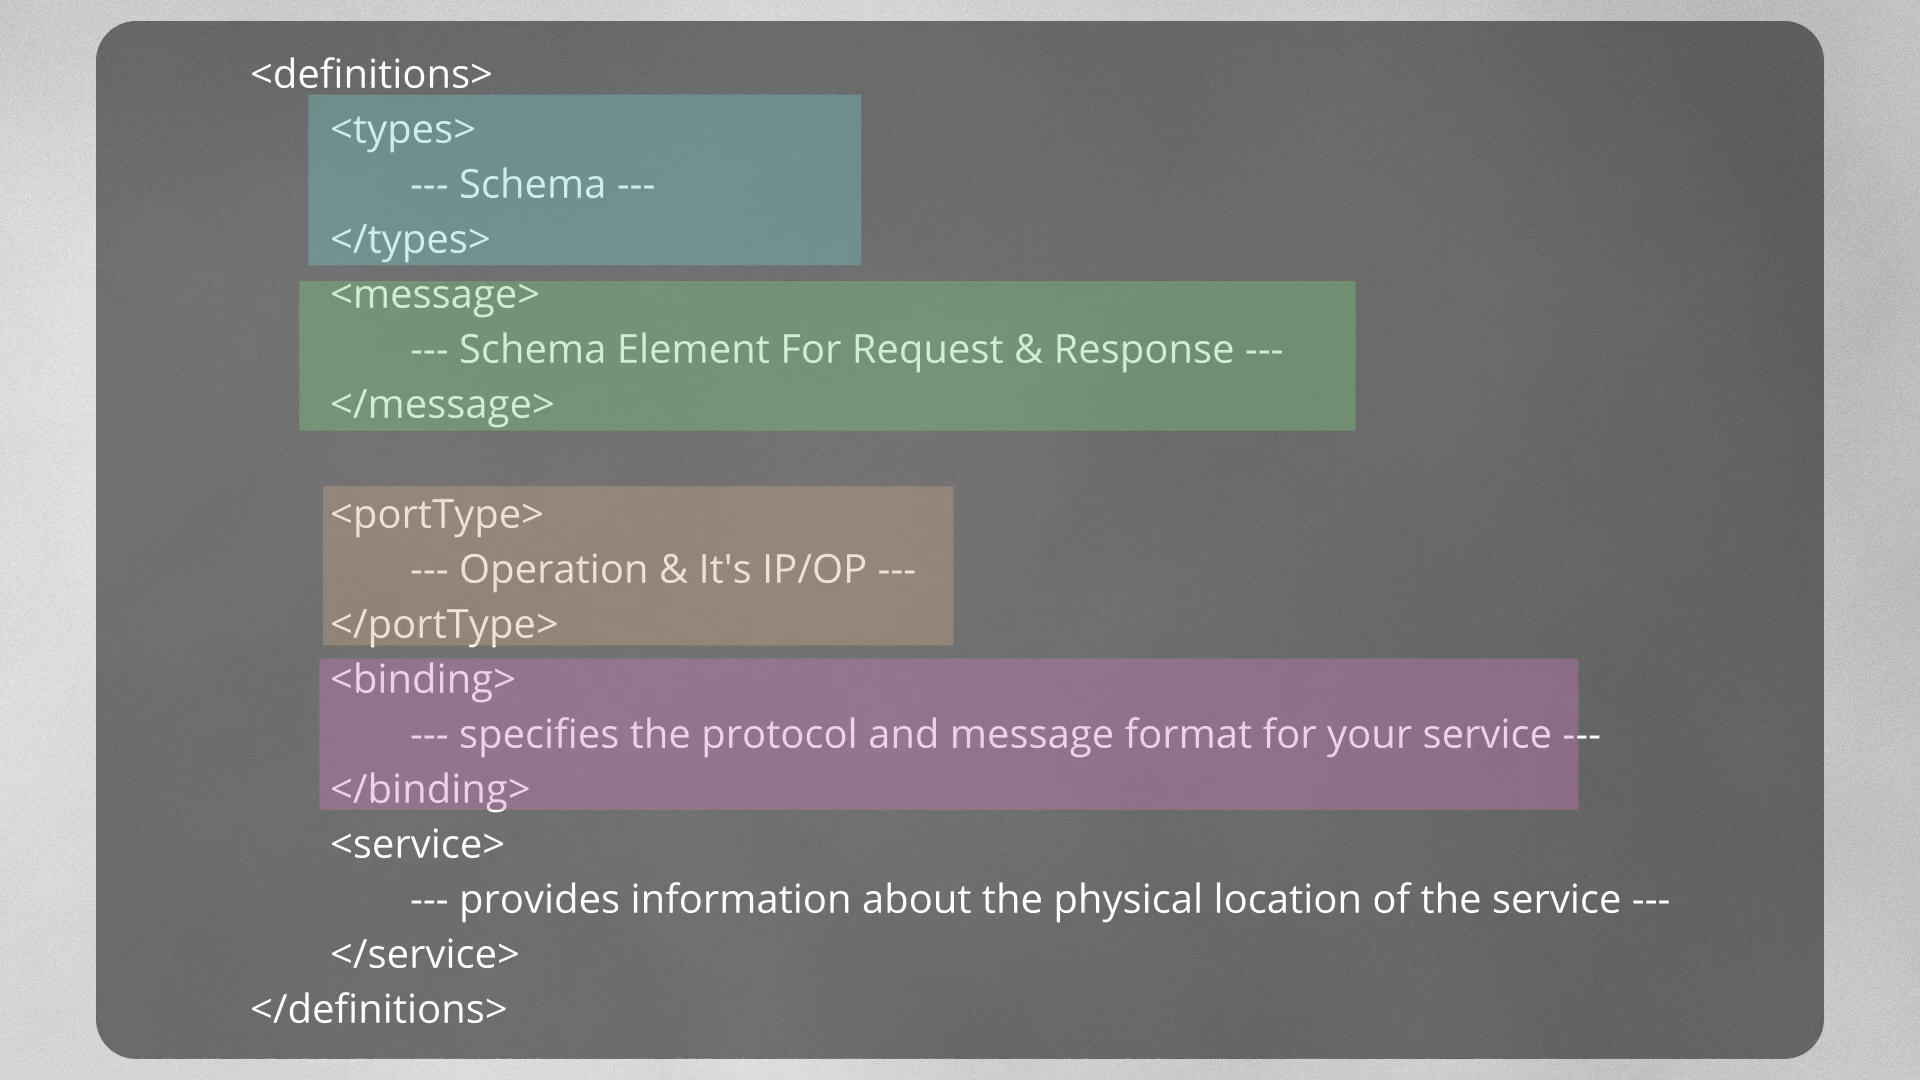 <definitions>
<types>
--- Schema ---
</types>
<message>
--- Schema Element For Request & Response ---
</message>
<portType>
--- Operation & It's IP/OP ---
</portType>
<binding>
--- specifies the protocol and message format for your service ---
</binding>
<service>
--- provides information about the physical location of the service ---
</service>
</definitions>